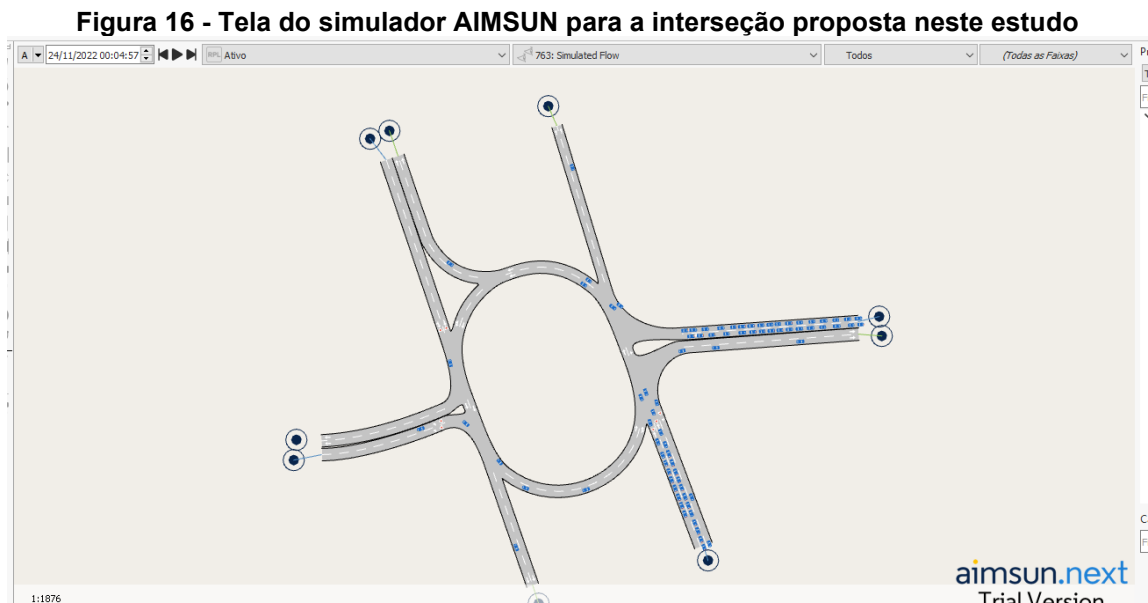 Figura 16 - Tela do simulador AIMSUN para a interseção proposta neste estudo
A 24/11/2022 00:04:57 RPL Ativo 763: Simulated Flow Todos (Todas as Faixas)
1:1876
aimsun.next
Trial Version